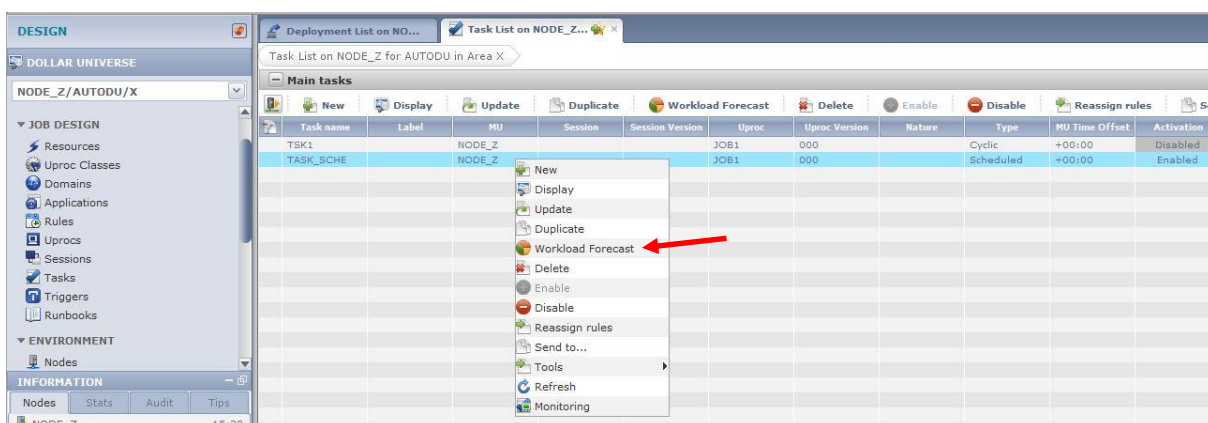 DESIGN
Deployment List on NO...
Task List on NODE_Z...
DOLLAR UNIVERSE
Task List on NODE_Z for AUTODU in Area X
NODE_Z/AUTODU/X
Main tasks
New Display Update Duplicate Workload Forecast Delete Enable Disable Reassign rules
Task name Label MU Session Session Version Uproc Uproc Version Nature Type MU Time Offset Activation
TSK1 NODE_Z JOB1 000 Cyclic +00:00 Disabled
TASK_SCHE NODE_Z JOB1 000 Scheduled +00:00 Enabled
JOB DESIGN
Resources
Uproc Classes
Domains
Applications
Rules
Uprocs
Sessions
Tasks
Triggers
Runbooks
ENVIRONMENT
Nodes
INFORMATION
Nodes Stats Audit Tips
New
Display
Update
Duplicate
Workload Forecast
Delete
Enable
Disable
Reassign rules
Send to...
Tools
Refresh
Monitoring